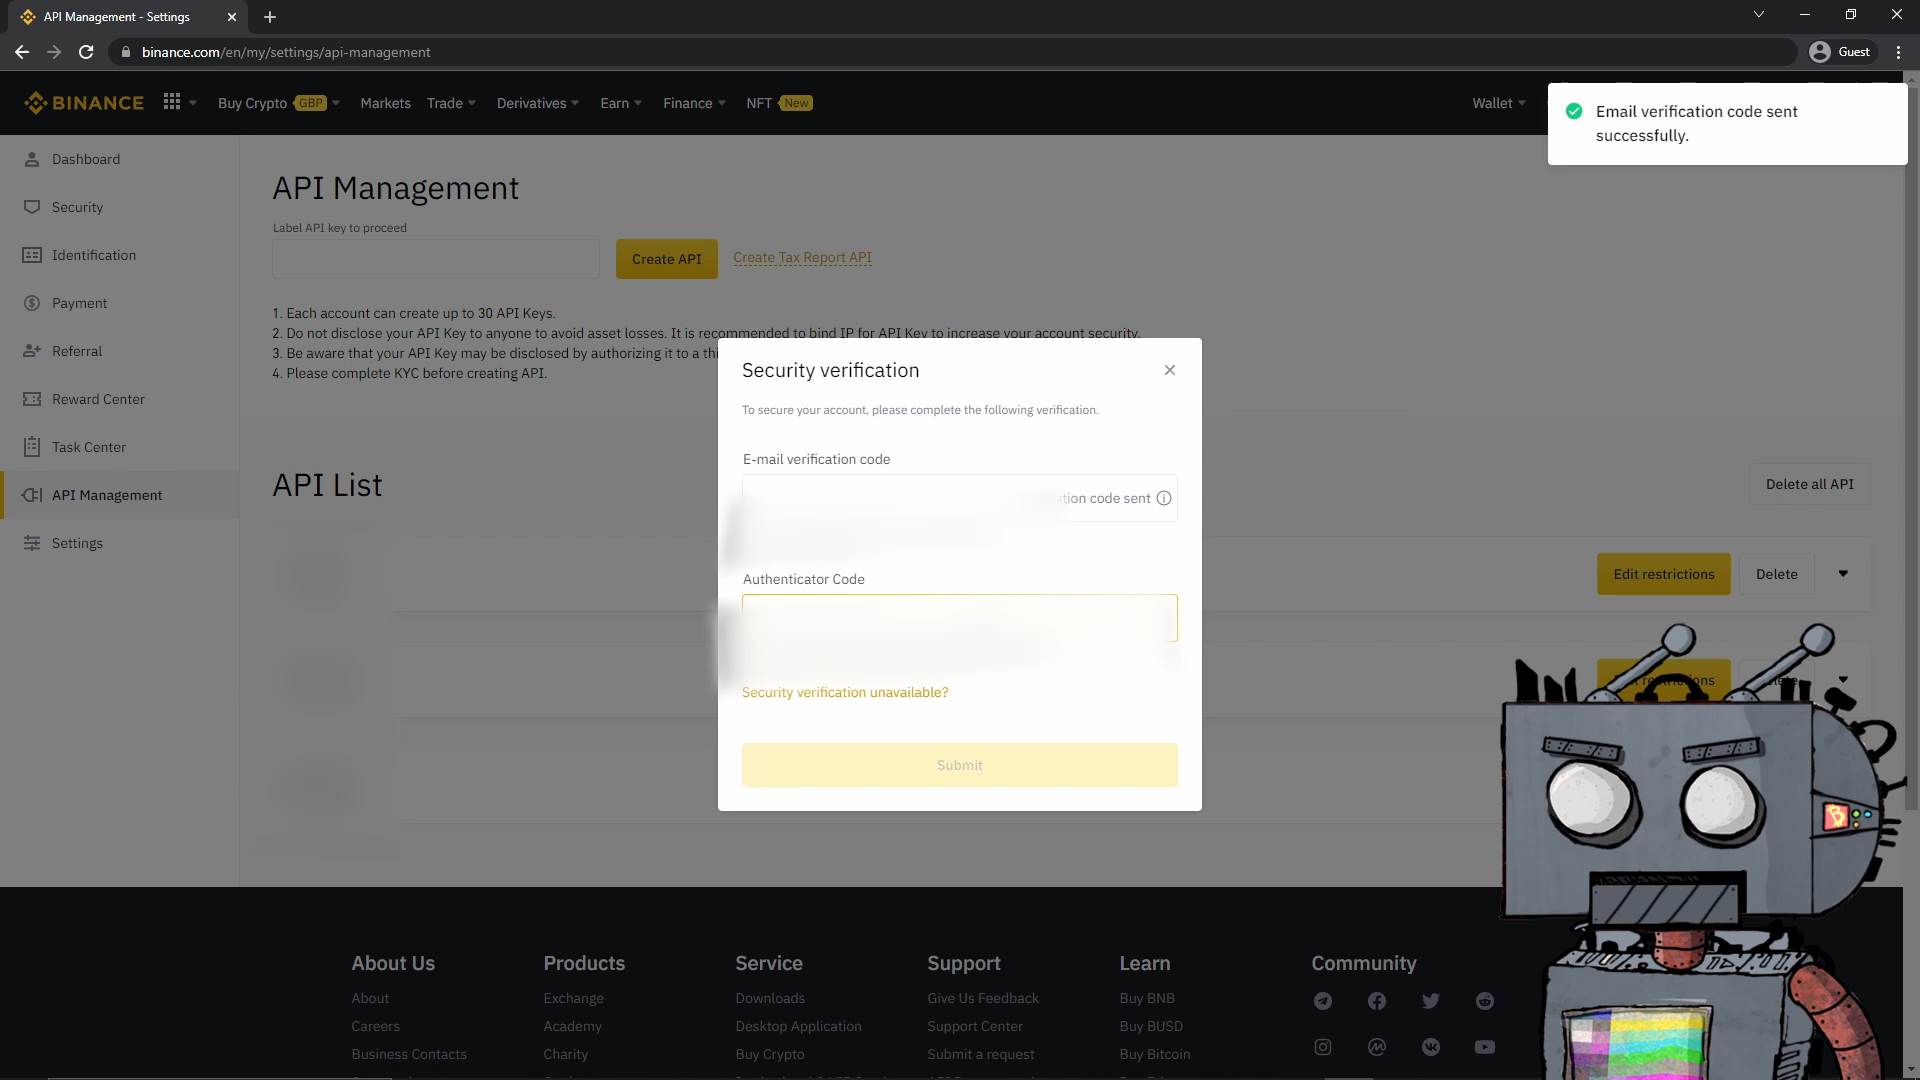 API Management - Settings
binance.com/en/my/settings/api-management
Guest
BINANCE
Buy Crypto GBP
Markets
Trade
Derivatives
Earn
Finance
NFT New
Wallet
Email verification code sent
successfully.
Dashboard
Security
Identification
Payment
Referral
Reward Center
Task Center
API Management
Settings
API Management
Label API key to proceed
Create API
Create Tax Report API
1. Each account can create up to 30 API Keys.
2. Do not disclose your API Key to anyone to avoid asset losses. It is recommended to bind IP for API Key to increase your account security.
3. Be aware that your API Key may be disclosed by authorizing it to a
4. Please complete KYC before creating API.
API List
Delete all API
Edit restrictions
Delete
Security verification
To secure your account, please complete the following verification.
E-mail verification code
code sent
Authenticator Code
Security verification unavailable?
Submit
About Us
About
Careers
Business Contacts
Products
Exchange
Academy
Charity
Service
Downloads
Desktop Application
Buy Crypto
Support
Give Us Feedback
Support Center
Submit a request
Learn
Buy BNB
Buy BUSD
Buy Bitcoin
Community